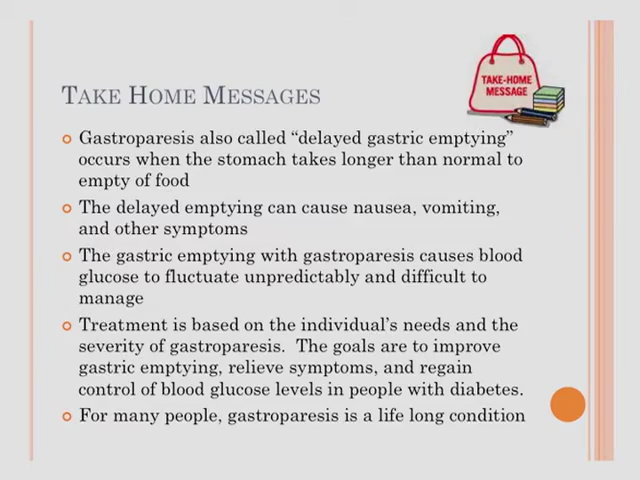 TAKE-HOME
MESSAGE
TAKE HOME MESSAGES
Gastroparesis also called “delayed gastric emptying”
occurs when the stomach takes longer than normal to
empty of food
The delayed emptying can cause nausea, vomiting,
and other symptoms
The gastric emptying with gastroparesis causes blood
glucose to fluctuate unpredictably and difficult to
manage
Treatment is based on the individual’s needs and the
severity of gastroparesis.  The goals are to improve
gastric emptying, relieve symptoms, and regain
control of blood glucose levels in people with diabetes.
For many people, gastroparesis is a life long condition